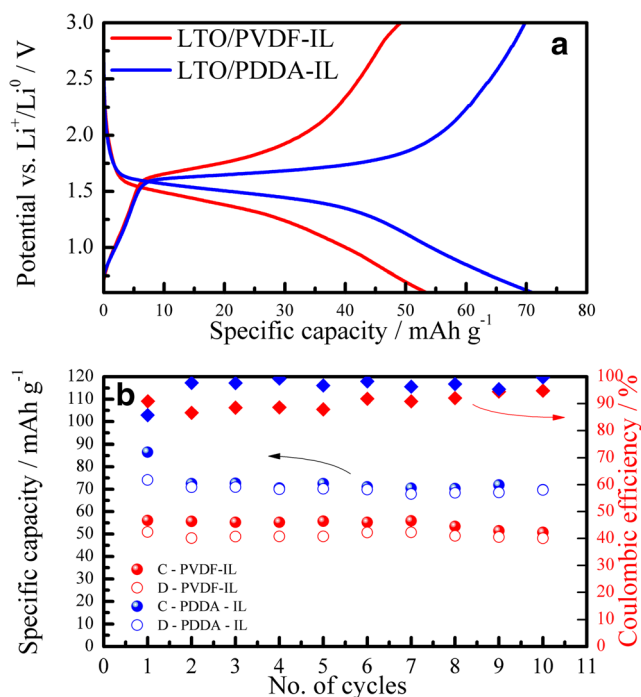 LTO/PVDF-IL
LTO/PDDA-IL
a
Potential vs. Li⁺/Li⁰ / V
3.0
2.5
2.0
1.5
1.0
0 10 20 30 40 50 60 70 80
Specific capacity / mAh g⁻¹
b
Specific capacity / mAh g⁻¹
120
110
100
90
80
70
60
50
40
30
20
10
0
C - PVDF-IL
D - PVDF-IL
C - PDDA - IL
D - PDDA - IL
100
90
80
70
60
50
40
30
20
10
0
Coulombic efficiency / %
0 1 2 3 4 5 6 7 8 9 10 11
No. of cycles